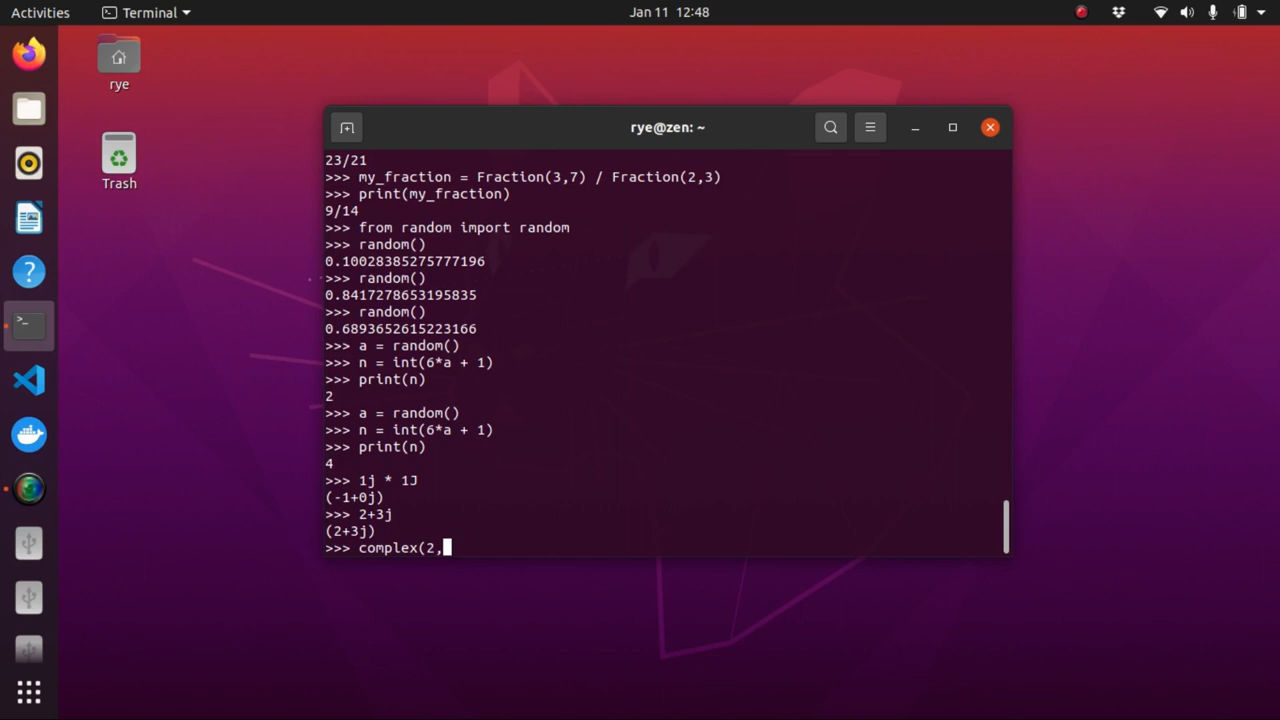 Activities
Terminal
Jan 11 12:48
rye
Trash
rye@zen: ~
23/21
>>> my_fraction = Fraction(3,7) / Fraction(2,3)
>>> print(my_fraction)
9/14
>>> from random import random
>>> random()
0.10028385275777196
>>> random()
0.8417278653195835
>>> random()
0.6893652615223166
>>> a = random()
>>> n = int(6*a + 1)
>>> print(n)
2
>>> a = random()
>>> n = int(6*a + 1)
>>> print(n)
4
>>> 1j * 1J
(-1+0j)
>>> 2+3j
(2+3j)
>>> complex(2,